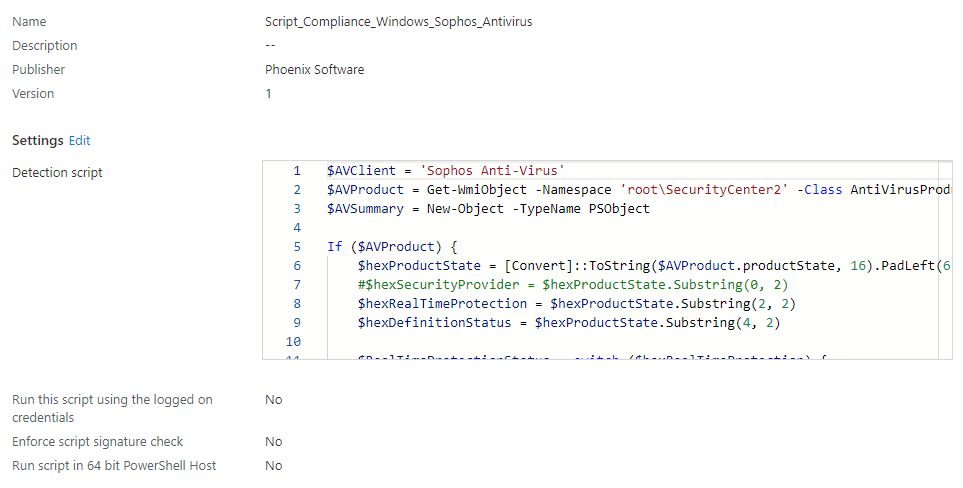 Name Script_Compliance_Windows_Sophos_Antivirus
Description --
Publisher Phoenix Software
Version 1
Settings Edit
Detection script
1 $AVClient = 'Sophos Anti-Virus'
2 $AVProduct = Get-WmiObject -Namespace 'root\SecurityCenter2' -Class AntiVirusProd
3 $AVSummary = New-Object -TypeName PSObject
4
5 If ($AVProduct) {
6 $hexProductState = [Convert]::ToString($AVProduct.productState, 16).PadLeft(6
7 #$hexSecurityProvider = $hexProductState.Substring(0, 2)
8 $hexRealTimeProtection = $hexProductState.Substring(2, 2)
9 $hexDefinitionStatus = $hexProductState.Substring(4, 2)
10
11 $RealTimeProtectionStatus = switch ($hexRealTimeProtection) {
Run this script using the logged on No
credentials
Enforce script signature check No
Run script in 64 bit PowerShell Host No